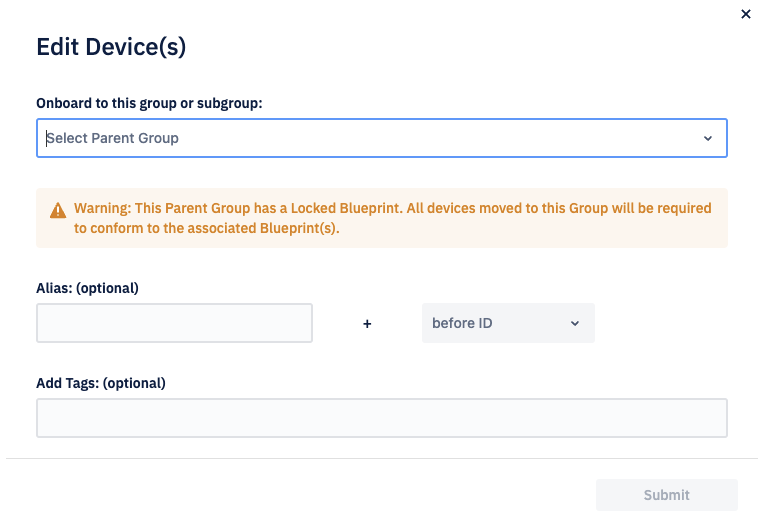 Edit Device(s)
Onboard to this group or subgroup:
Select Parent Group
Warning: This Parent Group has a Locked Blueprint. All devices moved to this Group will be required
to conform to the associated Blueprint(s).
Alias: (optional)
+ before ID
Add Tags: (optional)
Submit